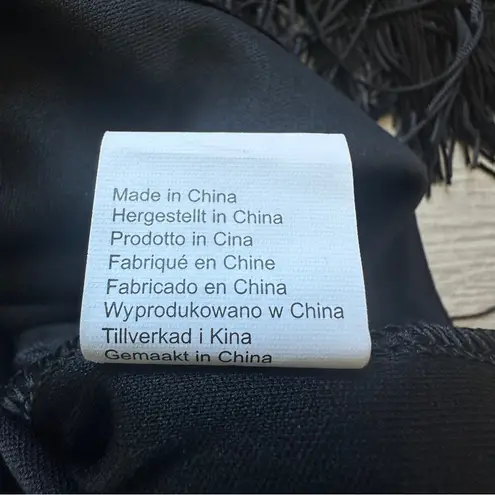 Made in China
Hergestellt in China
Prodotto in Cina
Fabriqué en Chine
Fabricado en China
Wyprodukowano w China
Tillverkad i Kina
Gemaakt in China